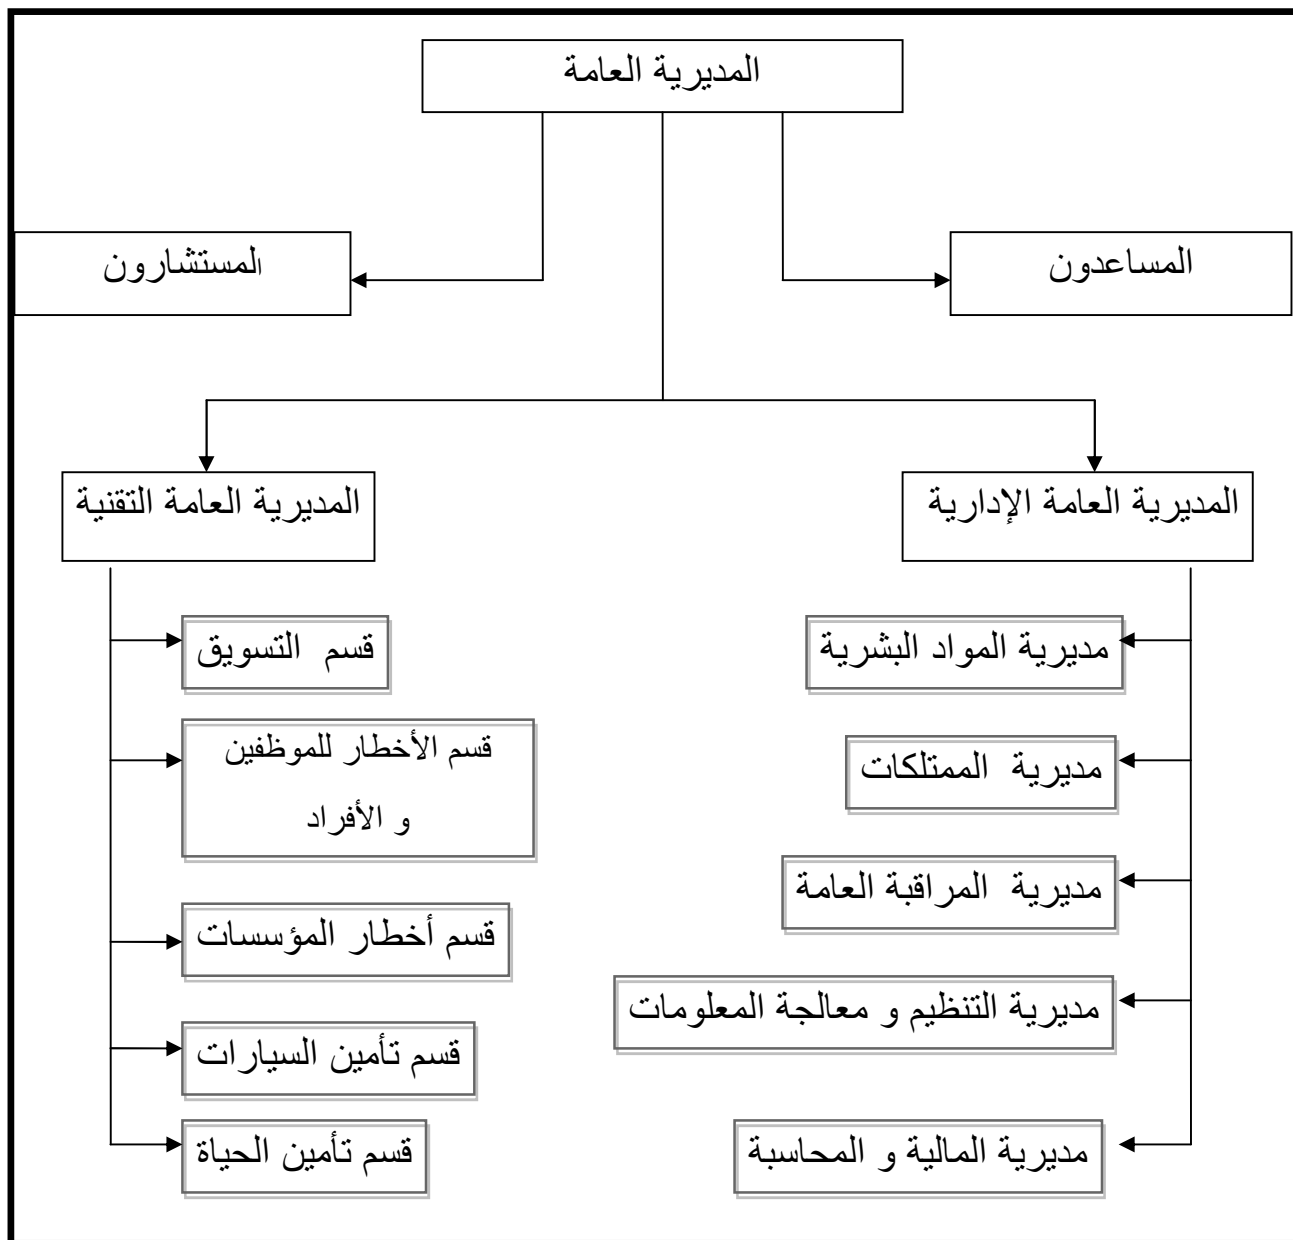 المديرية العامة
المساعدون
المستشارون
المديرية العامة الإدارية
المديرية العامة التقنية
مديرية المواد البشرية
مديرية الممتلكات
مديرية المراقبة العامة
مديرية التنظيم و معالجة المعلومات
مديرية المالية و المحاسبة
قسم التسويق
قسم الأخطار للموظفين
و الأفراد
قسم أخطار المؤسسات
قسم تأمين السيارات
قسم تأمين الحياة